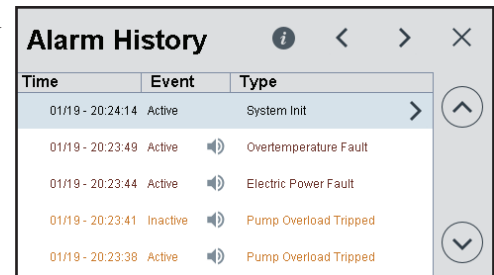 Alarm History
Time Event Type
01/19 - 20:24:14 Active System Init
01/19 - 20:23:49 Active Overtemperature Fault
01/19 - 20:23:44 Active Electric Power Fault
01/19 - 20:23:41 Inactive Pump Overload Tripped
01/19 - 20:23:38 Active Pump Overload Tripped